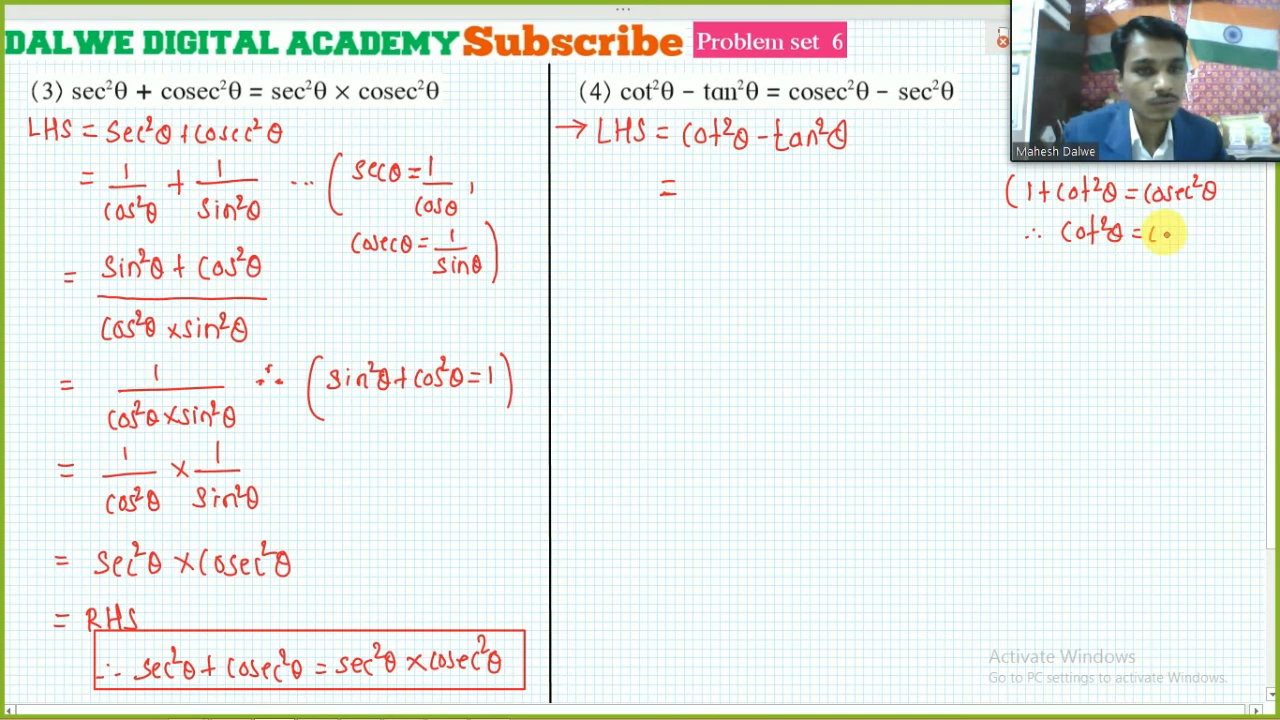 DALWE DIGITAL ACADEMY Subscribe Problem set 6
(3) sec²θ + cosec²θ = sec²θ × cosec²θ
LHS = sec²θ + cosec²θ
= 1/cos²θ + 1/sin²θ ... (secθ = 1/cosθ ,
cosecθ = 1/sinθ)
= sin²θ + cos²θ
cos²θ × sin²θ
= 1/cos²θ × sin²θ ∴ (sin²θ + cos²θ = 1)
= 1/cos²θ × 1/sin²θ
= sec²θ × cosec²θ
= RHS
∴ sec²θ + cosec²θ = sec²θ × cosec²θ
(4) cot²θ − tan²θ = cosec²θ − sec²θ
→ LHS = cot²θ - tan²θ
=
(1 + cot²θ = cosec²θ
∴ cot²θ = c
Mahesh Dalwe
Activate Windows
Go to PC settings to activate Windows.